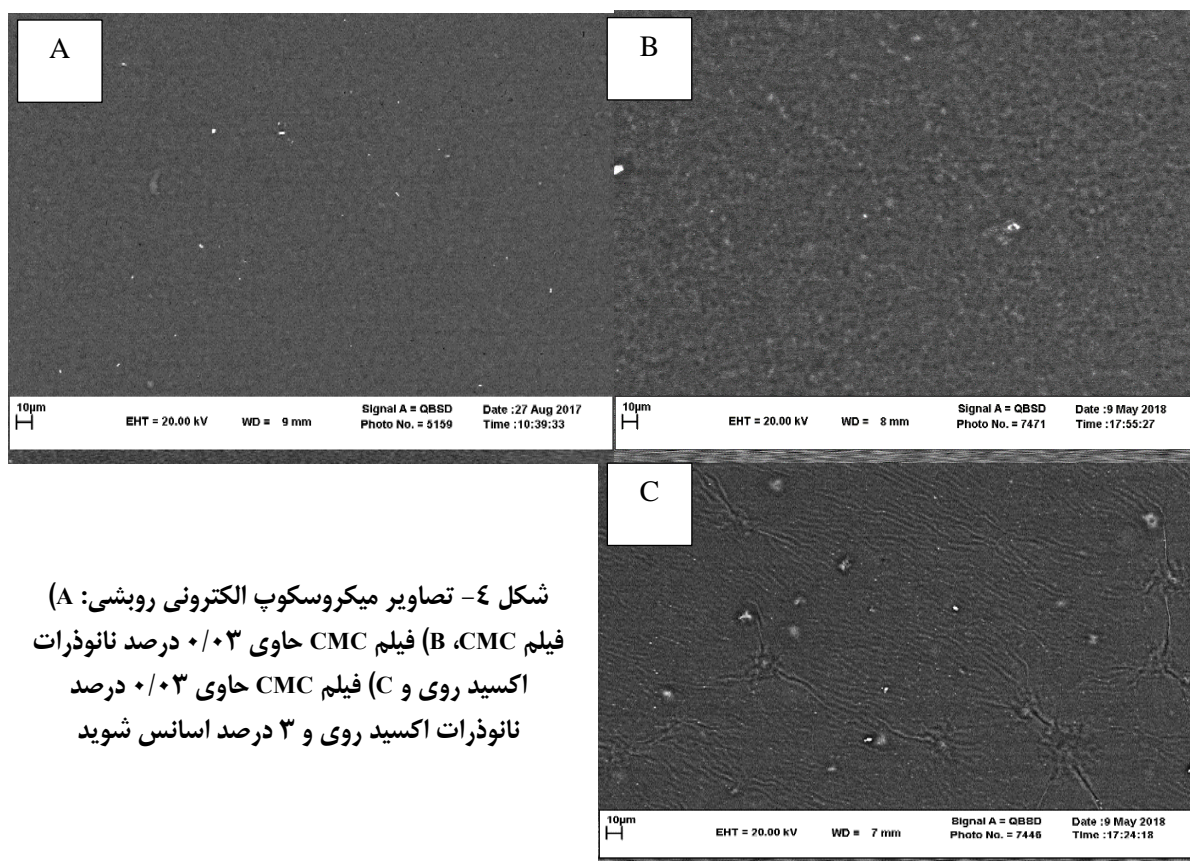 A
B
10µm
EHT = 20.00 kV WD = 9 mm Signal A = QBSD Date :27 Aug 2017
Photo No. = 5159 Time :10:39:33
10µm
EHT = 20.00 kV WD = 8 mm Signal A = QBSD Date :9 May 2018
Photo No. = 7471 Time :17:55:27
C
شکل ٤- تصاویر میکروسکوپ الکترونی روبشی: A)
فیلم CMC، B) فیلم CMC حاوی ۰/۰۳ درصد نانوذرات
اکسید روی و C) فیلم CMC حاوی ۰/۰۳ درصد
نانوذرات اکسید روی و ۳ درصد اسانس شوید
10µm
EHT = 20.00 kV WD = 7 mm Signal A = QBSD Date :9 May 2018
Photo No. = 7446 Time :17:24:18